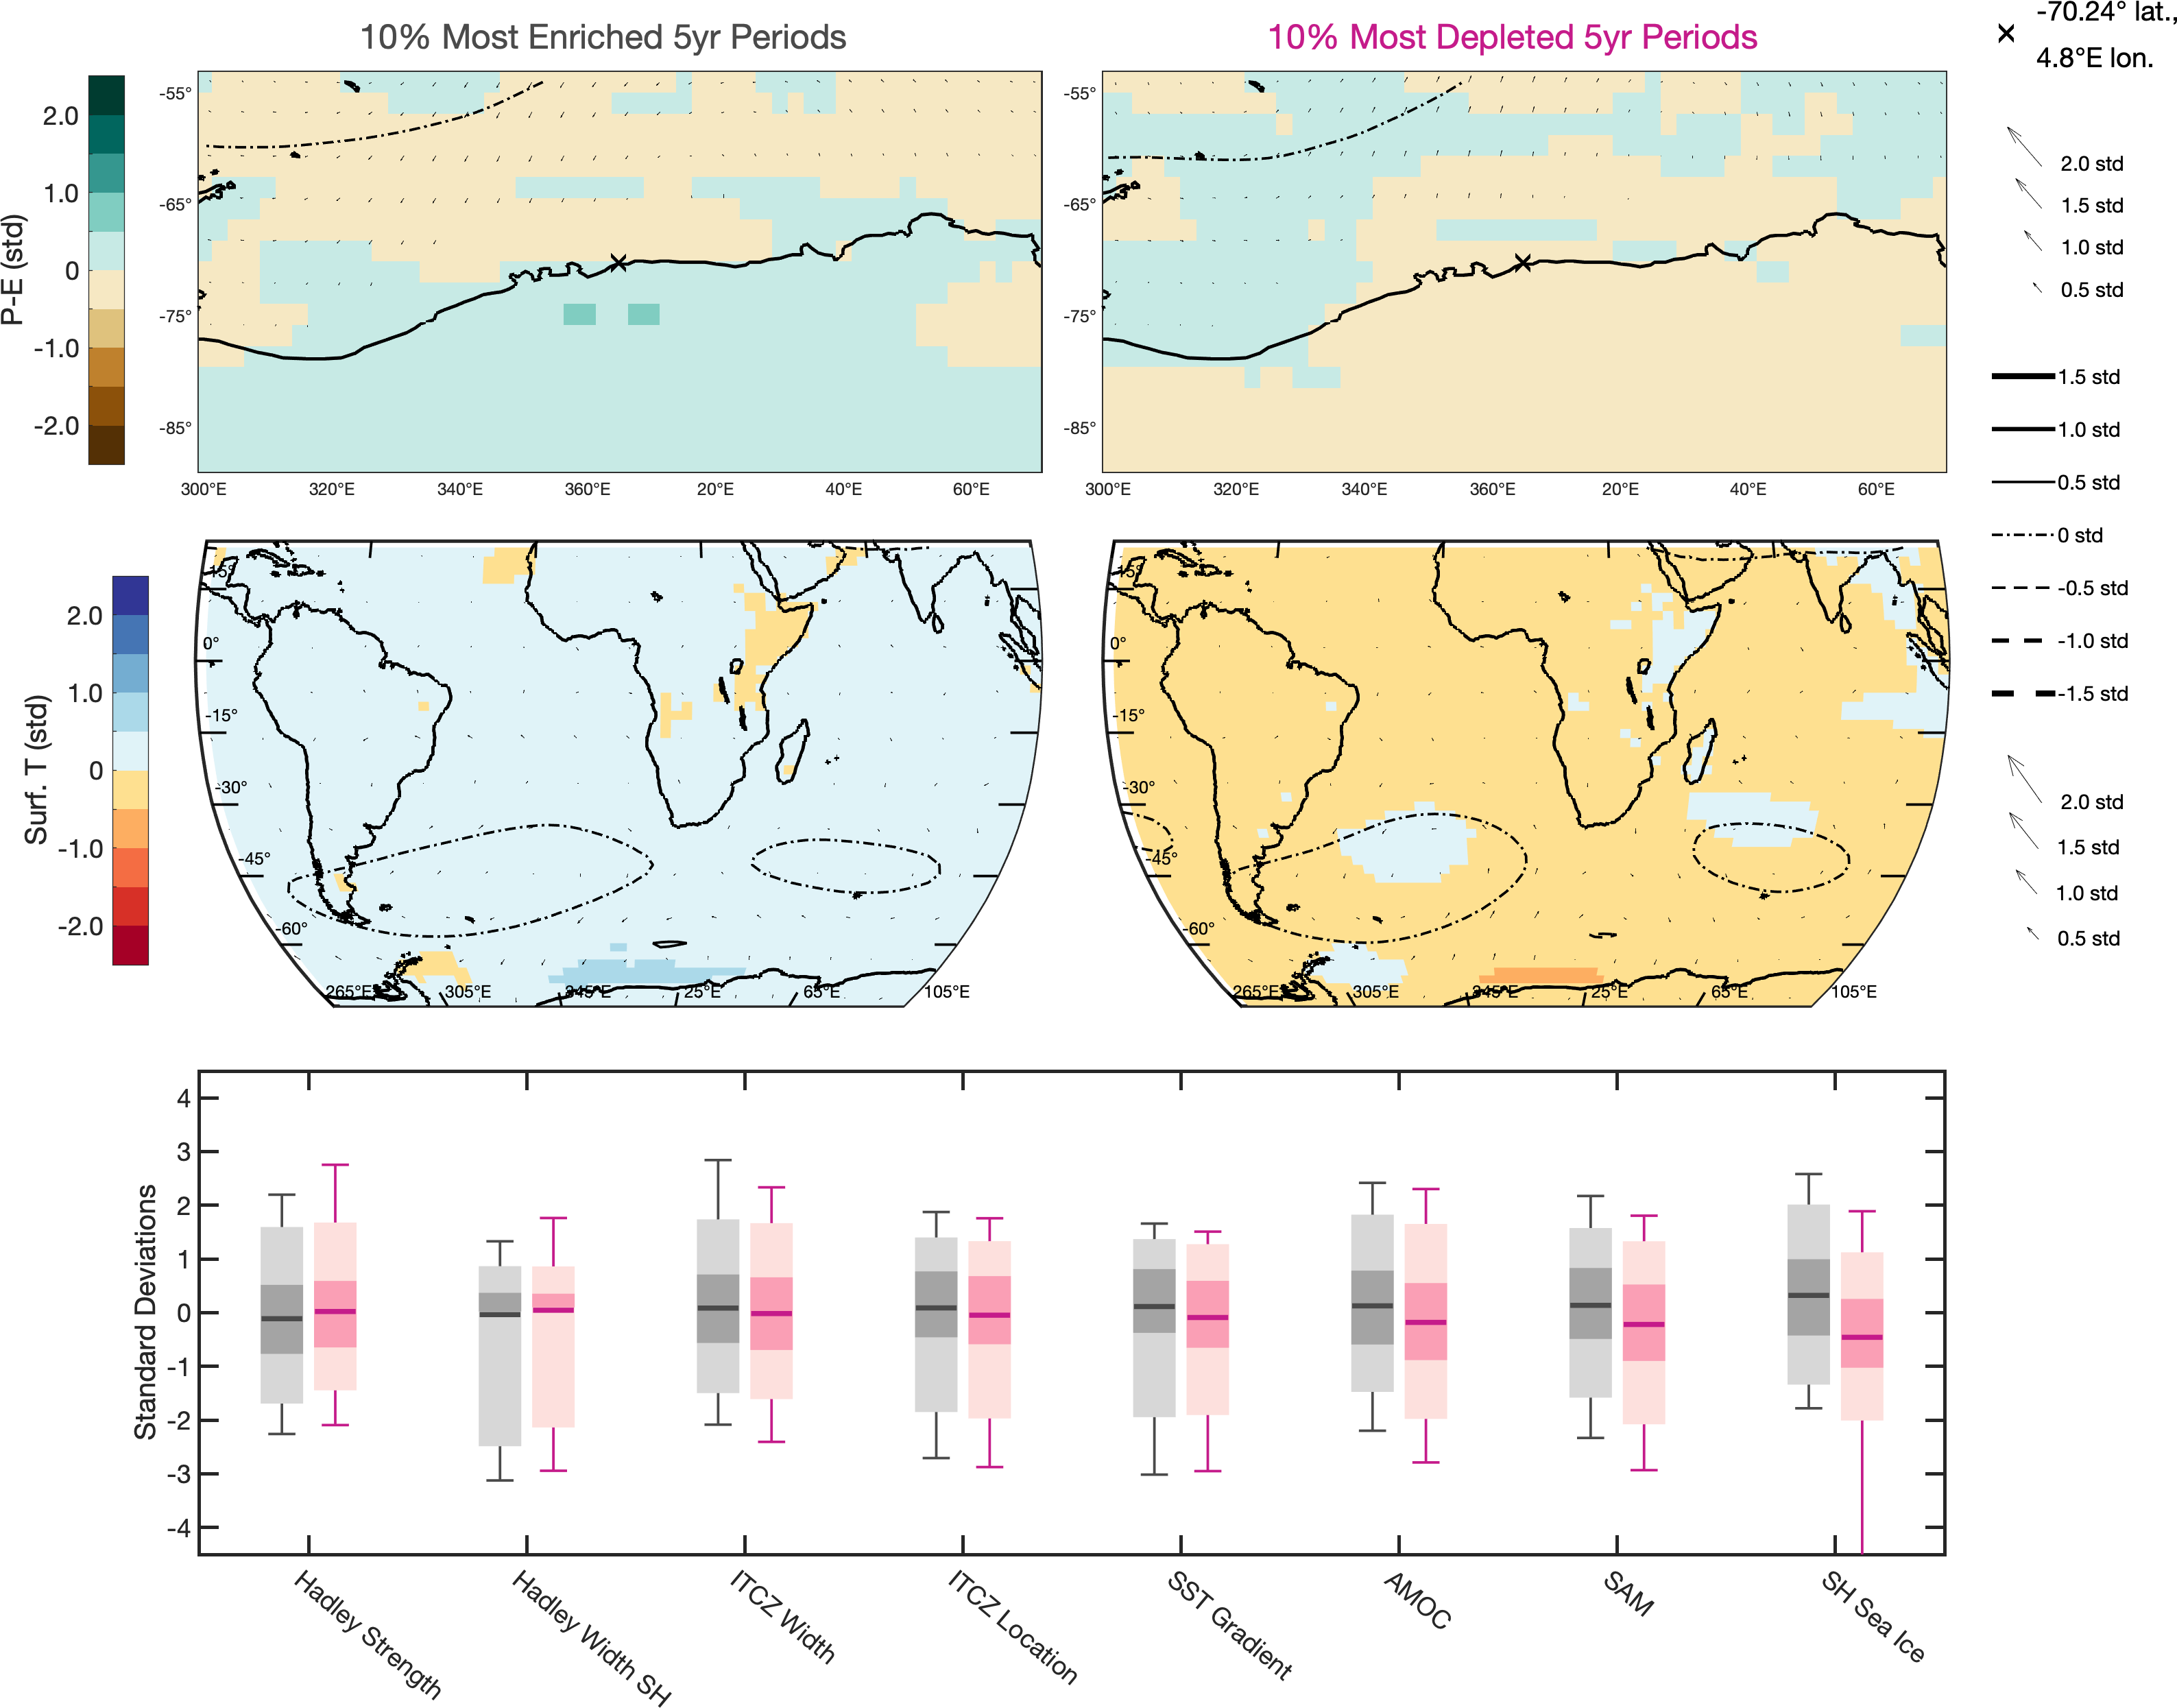 10% Most Enriched 5yr Periods
10% Most Depleted 5yr Periods
-70.24° lat.,
4.8°E lon.
P-E (std)
2.0
1.0
0
-1.0
-2.0
-55°
-65°
-75°
-85°
300°E 320°E 340°E 360°E 20°E 40°E 60°E
-55°
-65°
-75°
-85°
300°E 320°E 340°E 360°E 20°E 40°E 60°E
2.0 std
1.5 std
1.0 std
0.5 std
1.5 std
1.0 std
0.5 std
0 std
-0.5 std
-1.0 std
-1.5 std
2.0 std
1.5 std
1.0 std
0.5 std
Surf. T (std)
2.0
1.0
0
-1.0
-2.0
15°
0°
-15°
-30°
-45°
-60°
265°E 305°E 345°E 25°E 65°E 105°E
15°
0°
-15°
-30°
-45°
-60°
265°E 305°E 345°E 25°E 65°E 105°E
Standard Deviations
4
3
2
1
0
-1
-2
-3
-4
Hadley Strength
Hadley Width SH
ITCZ Width
ITCZ Location
SST Gradient
AMOC
SAM
SH Sea Ice